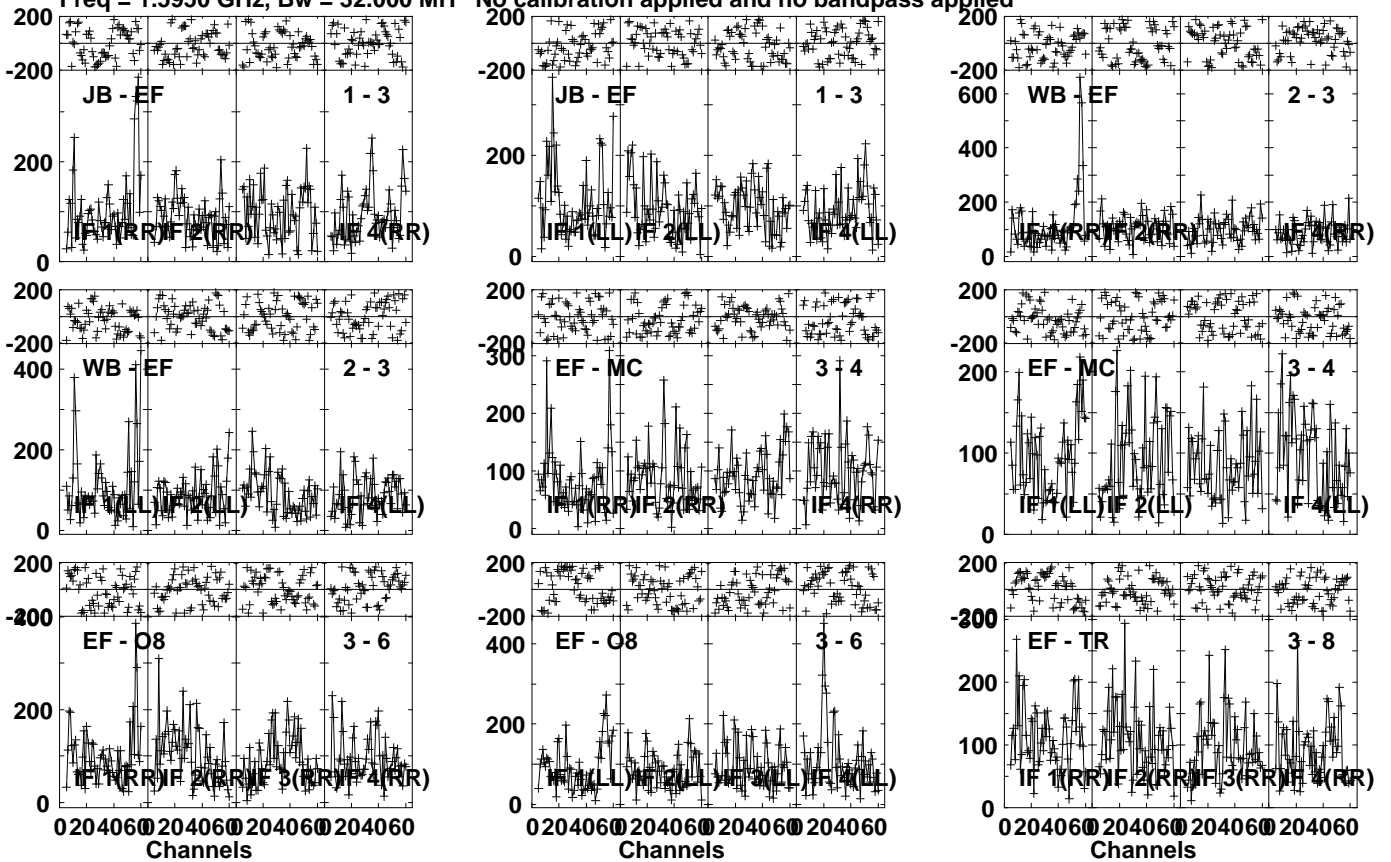 Freq = 1.5950 GHz, Bw = 32.000 MH No calibration applied and no bandpass applied
200 200 200
-200 -200 -200
JB - EF 1 - 3 JB - EF 1 - 3 WB - EF 2 - 3
600
400
200 200 200
IF 1(RR) IF 2(RR) IF 4(RR) IF 1(LL) IF 2(LL) IF 4(LL) IF 1(RR) IF 2(RR) IF 4(RR)
0 0 0
200 200 200
-200 -200 -200
300
WB - EF 2 - 3 EF - MC 3 - 4 EF - MC 3 - 4
400 200 200
200 100 100
IF 1(LL) IF 2(LL) IF 4(LL) IF 1(RR) IF 2(RR) IF 4(RR) IF 1(LL) IF 2(LL) IF 4(LL)
0 0 0
200 200 200
-200 -200 -200
400 300
EF - O8 3 - 6 EF - O8 3 - 6 EF - TR 3 - 8
400 200
200 200 100
IF 1(RR) IF 2(RR) IF 3(RR) IF 4(RR) IF 1(LL) IF 2(LL) IF 3(LL) IF 4(LL) IF 1(RR) IF 2(RR) IF 3(RR) IF 4(RR)
0 0 0
0 20 40 60 0 20 40 60 0 20 40 60 0 20 40 60 0 20 40 60 0 20 40 60 0 20 40 60 0 20 40 60 0 20 40 60 0 20 40 60 0 20 40 60 0 20 40 60
Channels Channels Channels